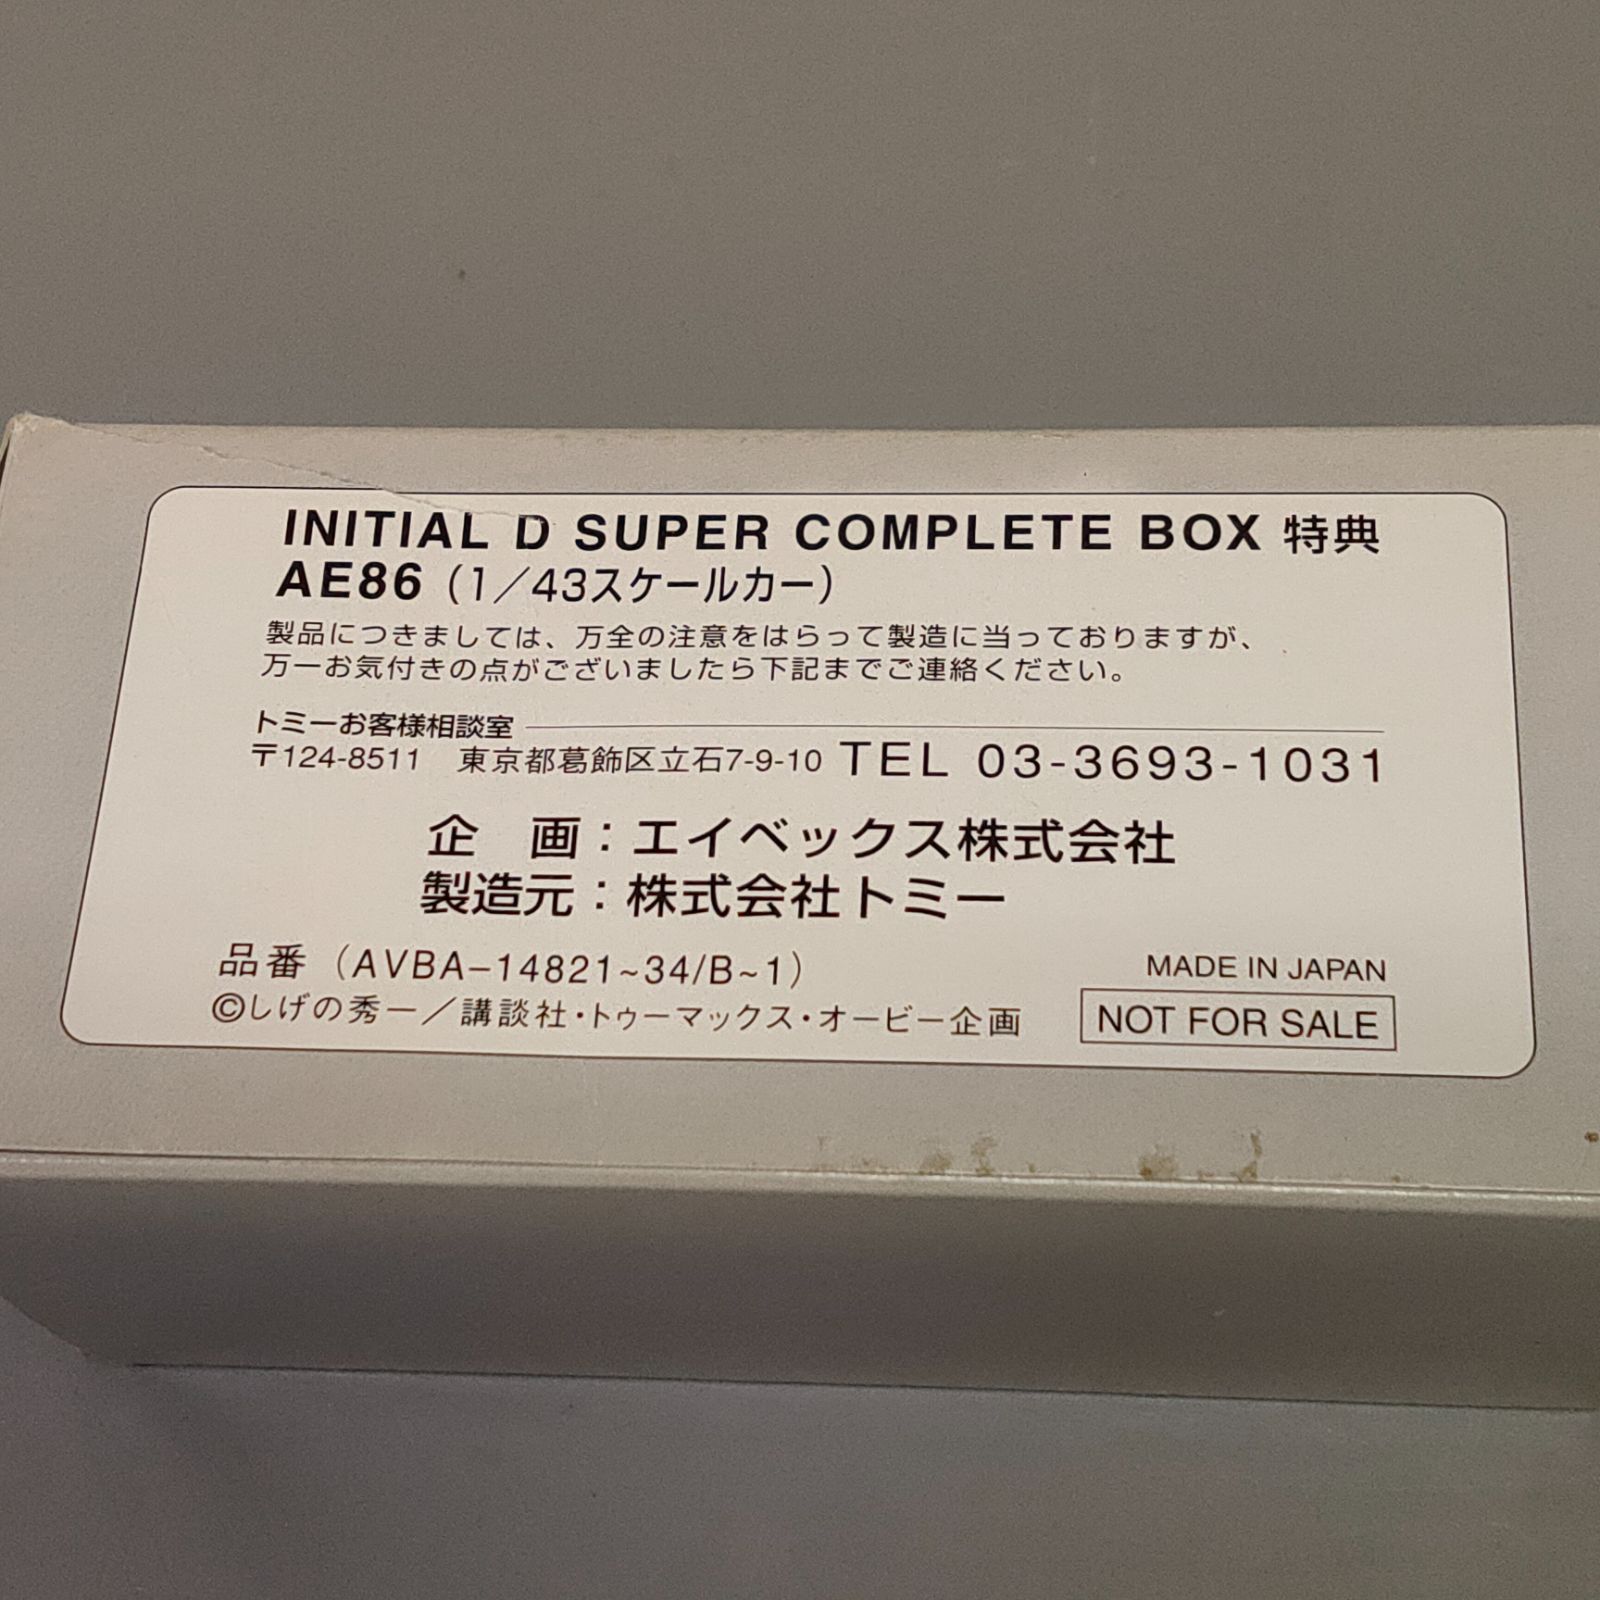 INITIAL D SUPER COMPLETE BOX 特典
AE86（1／43スケールカー）
製品につきましては、万全の注意をはらって製造に当っておりますが、
万一お気付きの点がございましたら下記までご連絡ください。
トミーお客様相談室
〒124-8511　東京都葛飾区立石7-9-10 TEL 03-3693-1031
企　画：エイベックス株式会社
製造元：株式会社トミー
品番（AVBA−14821~34/B~1）
MADE IN JAPAN
©しげの秀一／講談社・トゥーマックス・オービー企画
NOT FOR SALE